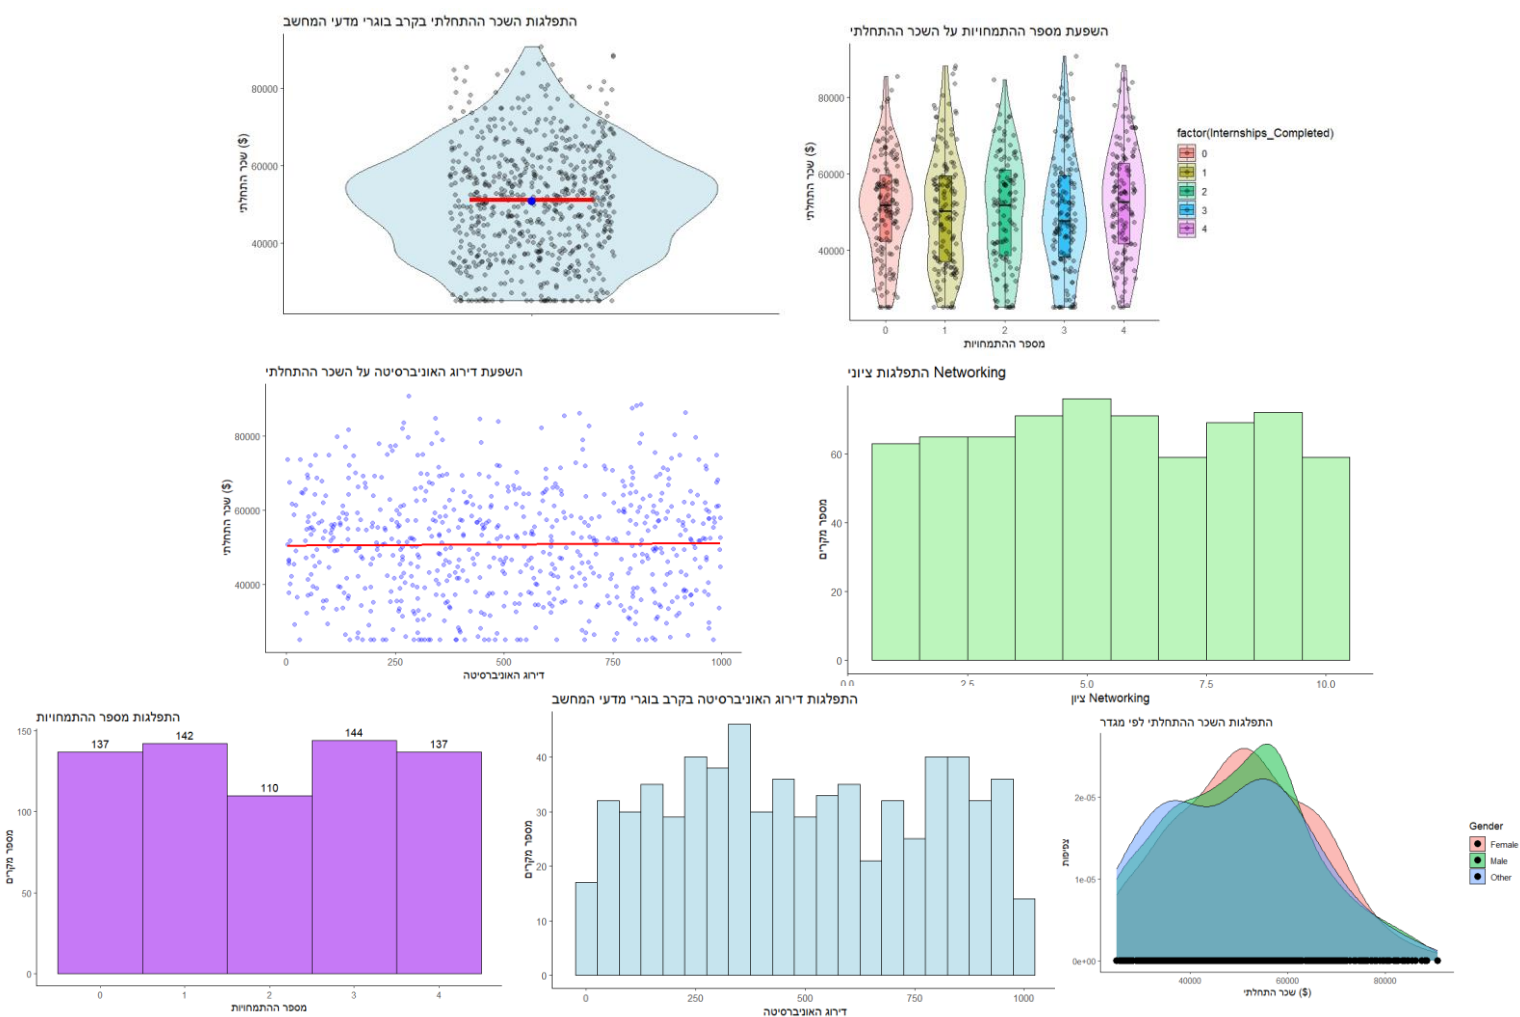 התפלגות השכר ההתחלתי בקרב בוגרי מדעי המחשב
שכר התחלתי ($)
80000
60000
40000
השפעת מספר ההתמחויות על השכר ההתחלתי
שכר התחלתי ($)
80000
60000
40000
0 1 2 3 4
מספר ההתמחויות
factor(Internships_Completed)
0
1
2
3
4
השפעת דירוג האוניברסיטה על השכר ההתחלתי
שכר התחלתי ($)
80000
60000
40000
0 250 500 750 1000
דירוג האוניברסיטה
התפלגות ציוני Networking
מספר מקרים
60
40
20
0
0.0 2.5 5.0 7.5 10.0
ציון Networking
התפלגות מספר ההתמחויות
מספר מקרים
150
100
50
0
137 142 110 144 137
0 1 2 3 4
מספר ההתמחויות
התפלגות דירוג האוניברסיטה בקרב בוגרי מדעי המחשב
מספר מקרים
40
30
20
10
0
0 250 500 750 1000
דירוג האוניברסיטה
התפלגות השכר ההתחלתי לפי מגדר
צפיפות
2e-05
1e-05
0e+00
40000 60000 80000
שכר התחלתי ($)
Gender
Female
Male
Other